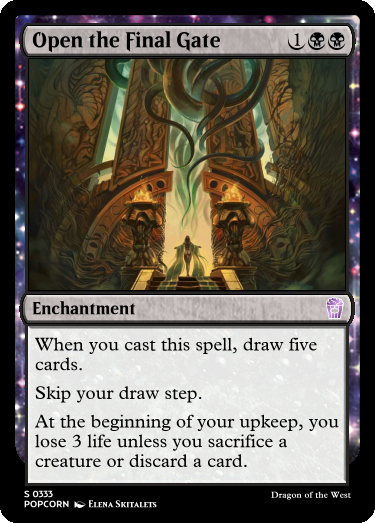 Open the Final Gate 1
Enchantment
When you cast this spell, draw five
cards.
Skip your draw step.
At the beginning of your upkeep, you
lose 3 life unless you sacrifice a
creature or discard a card.
S 0333
POPCORN Elena Skitalets
Dragon of the West